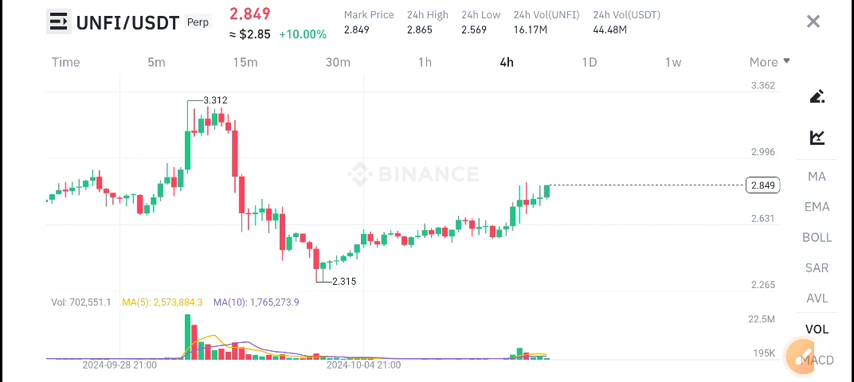 UNFI/USDT Perp
2.849
≈ $2.85 +10.00%
Mark Price
2.849
24h High
2.865
24h Low
2.569
24h Vol(UNFI)
16.17M
24h Vol(USDT)
44.48M
Time 5m 15m 30m 1h 4h 1D 1w More
3.362
3.312
2.996
BINANCE
2.849
2.631
2.315
2.265
Vol: 702,551.1 MA(5): 2,573,884.3 MA(10): 1,765,273.9
22.5M
195K
2024-09-28 21:00 2024-10-04 21:00
MA
EMA
BOLL
SAR
AVL
VOL
MACD